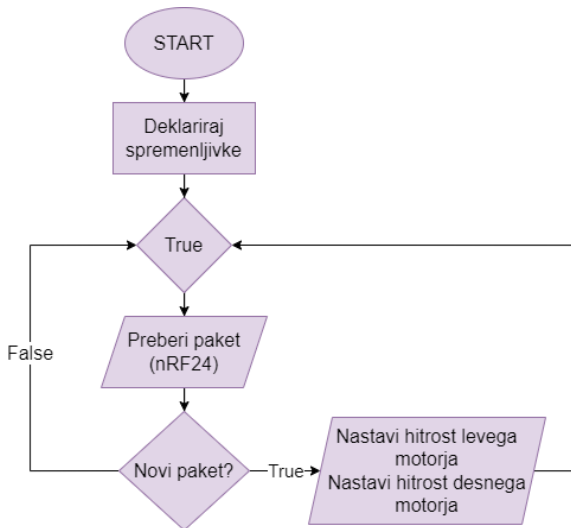 START
Deklariraj
spremenljivke
True
False
Preberi paket
(nRF24)
Novi paket?
True
Nastavi hitrost levega
motorja
Nastavi hitrost desnega
motorja